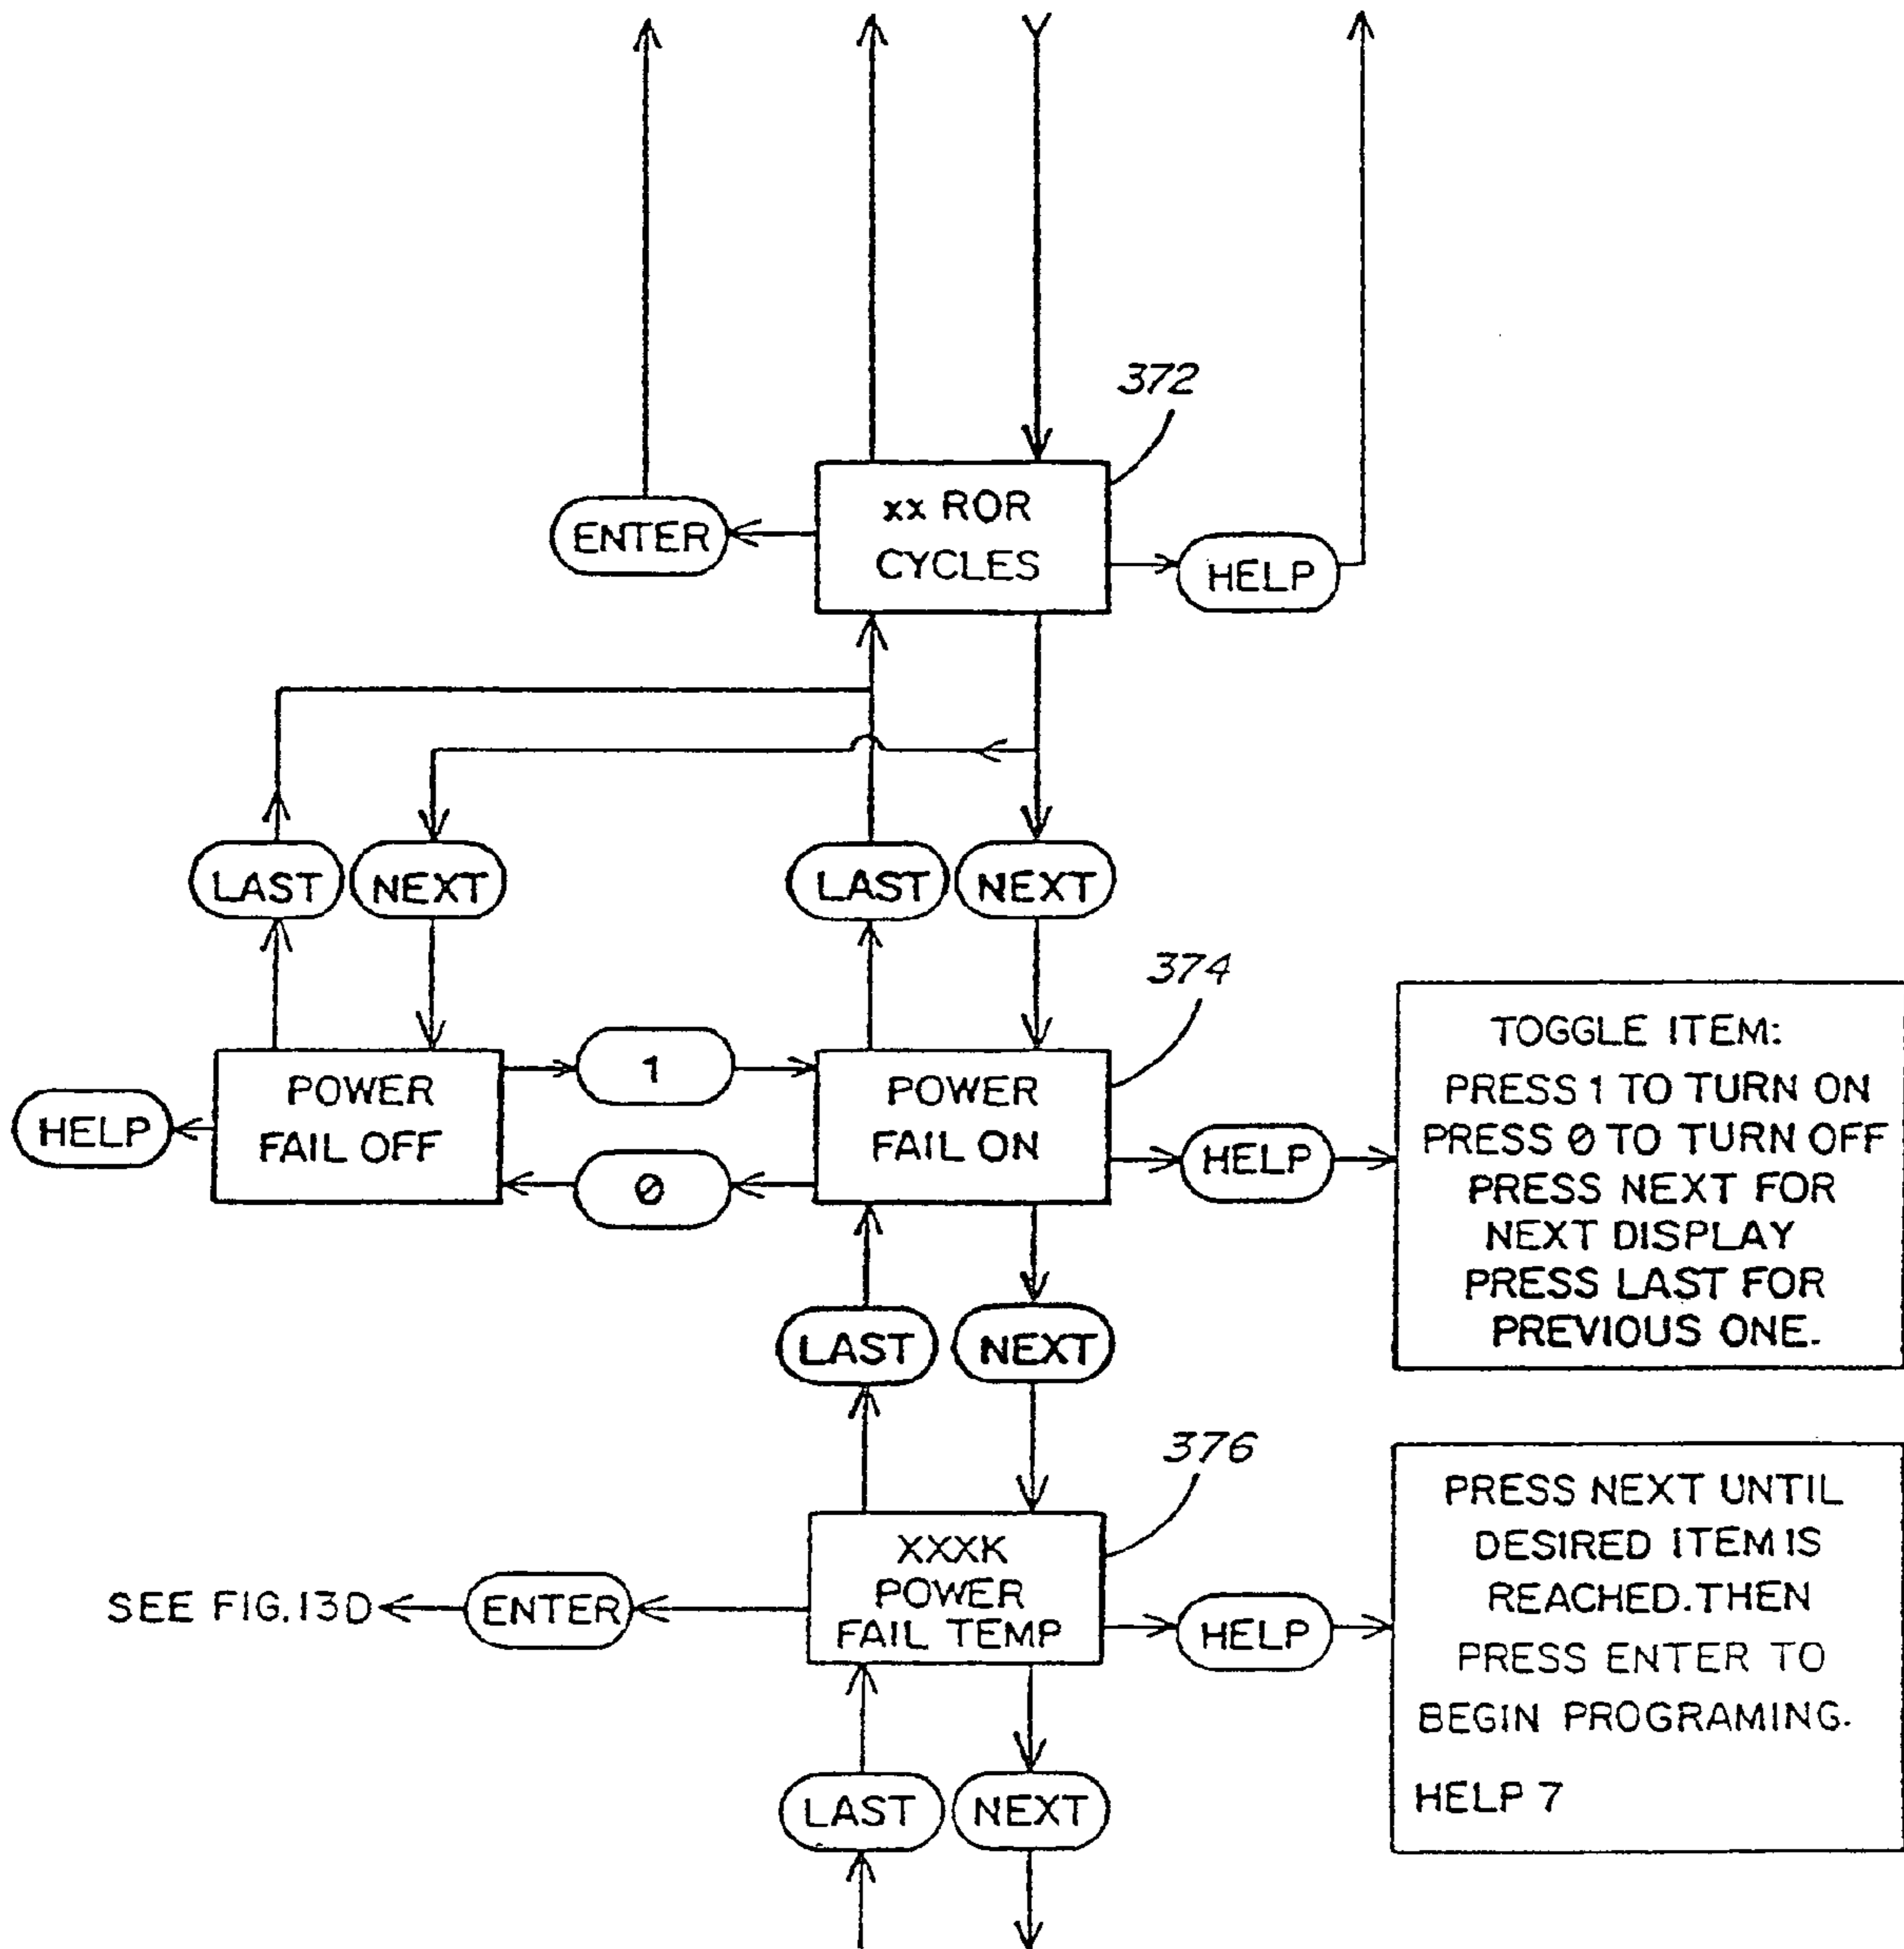 372
xx ROR
CYCLES
ENTER
HELP
LAST
NEXT
LAST
NEXT
374
HELP
POWER
FAIL OFF
1
0
POWER
FAIL ON
HELP
TOGGLE ITEM:
PRESS 1 TO TURN ON
PRESS 0 TO TURN OFF
PRESS NEXT FOR
NEXT DISPLAY
PRESS LAST FOR
PREVIOUS ONE.
LAST
NEXT
376
SEE FIG.13D
ENTER
XXXK
POWER
FAIL TEMP
HELP
PRESS NEXT UNTIL
DESIRED ITEM IS
REACHED.THEN
PRESS ENTER TO
BEGIN PROGRAMING.
HELP 7
LAST
NEXT